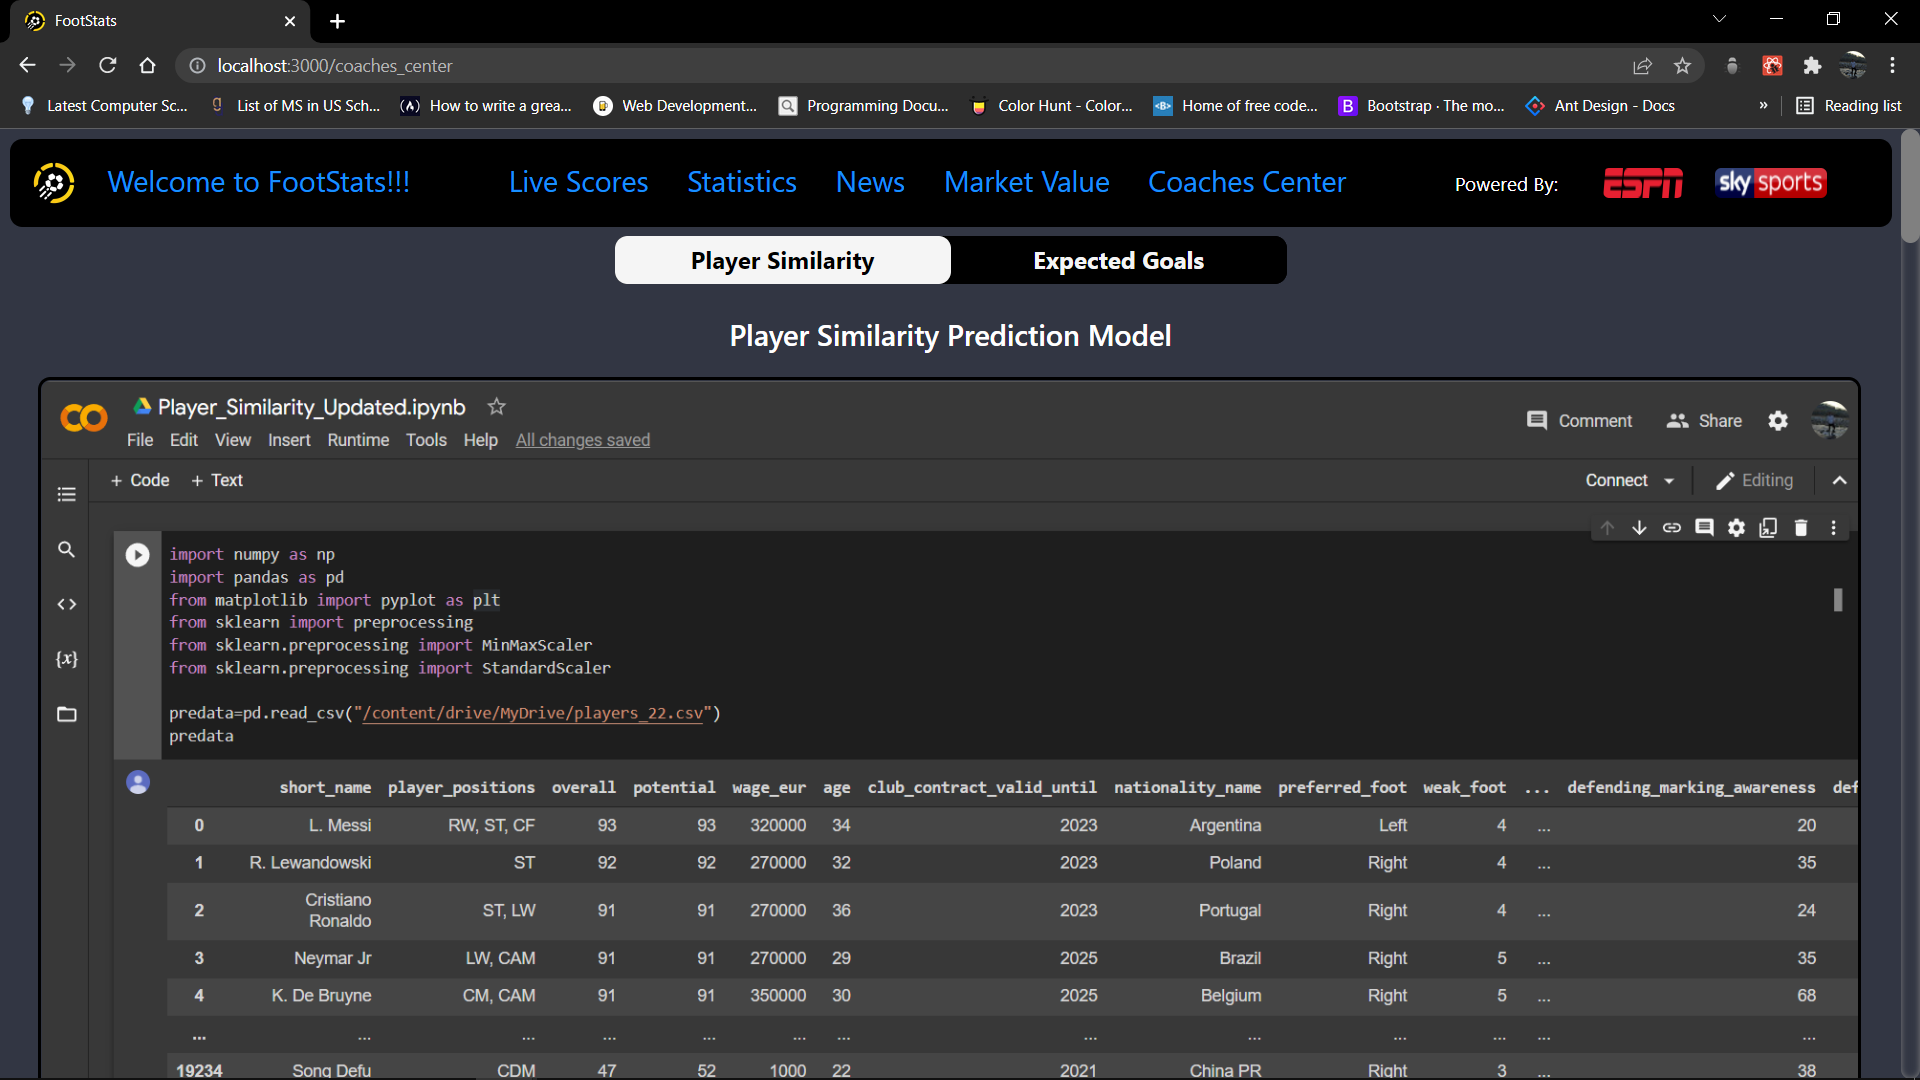 FootStats
localhost:3000/coaches_center
Latest Computer Sc... List of MS in US Sch... How to write a grea... Web Development... Programming Docu... Color Hunt - Color... Home of free code... Bootstrap · The mo... Ant Design - Docs » Reading list
Welcome to FootStats!!! Live Scores Statistics News Market Value Coaches Center Powered By: ESPN sky sports
Player Similarity Expected Goals
Player Similarity Prediction Model
Player_Similarity_Updated.ipynb
Comment Share
File Edit View Insert Runtime Tools Help All changes saved
+ Code + Text Connect Editing
import numpy as np
import pandas as pd
from matplotlib import pyplot as plt
from sklearn import preprocessing
from sklearn.preprocessing import MinMaxScaler
from sklearn.preprocessing import StandardScaler
predata=pd.read_csv("/content/drive/MyDrive/players_22.csv")
predata
short_name player_positions overall potential wage_eur age club_contract_valid_until nationality_name preferred_foot weak_foot ... defending_marking_awareness def
0 L. Messi RW, ST, CF 93 93 320000 34 2023 Argentina Left 4 ... 20
1 R. Lewandowski ST 92 92 270000 32 2023 Poland Right 4 ... 35
2 Cristiano Ronaldo ST, LW 91 91 270000 36 2023 Portugal Right 4 ... 24
3 Neymar Jr LW, CAM 91 91 270000 29 2025 Brazil Right 5 ... 35
4 K. De Bruyne CM, CAM 91 91 350000 30 2025 Belgium Right 5 ... 68
... ... ... ... ... ... ... ... ... ... ... ... ...
19234 Song Defu CDM 47 52 1000 22 2021 China PR Right 3 ... 38